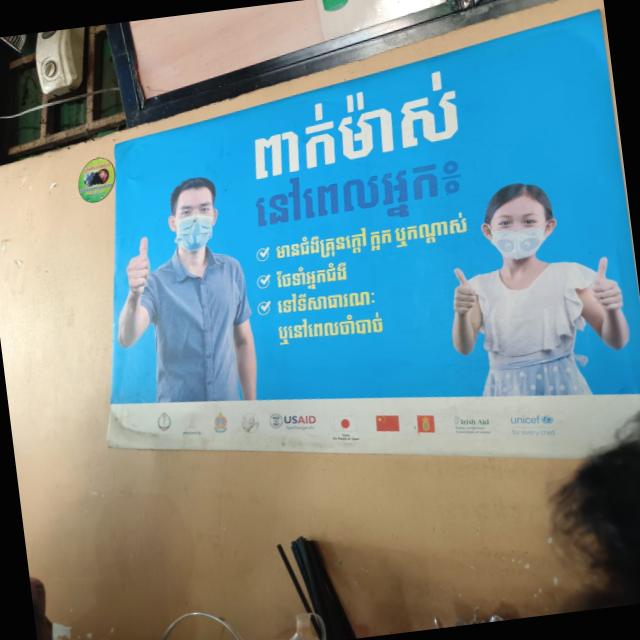 ពាក់ម៉ាស់
នៅពេលអ្នក៖
មានជំងឺគ្រុនក្តៅ ក្អក ឬកណ្តាស់
ថែទាំអ្នកជំងឺ
នៅទីសាធារណៈ
ឬនៅពេលចាំបាច់
USAID
Irish Aid
unicef
for every child